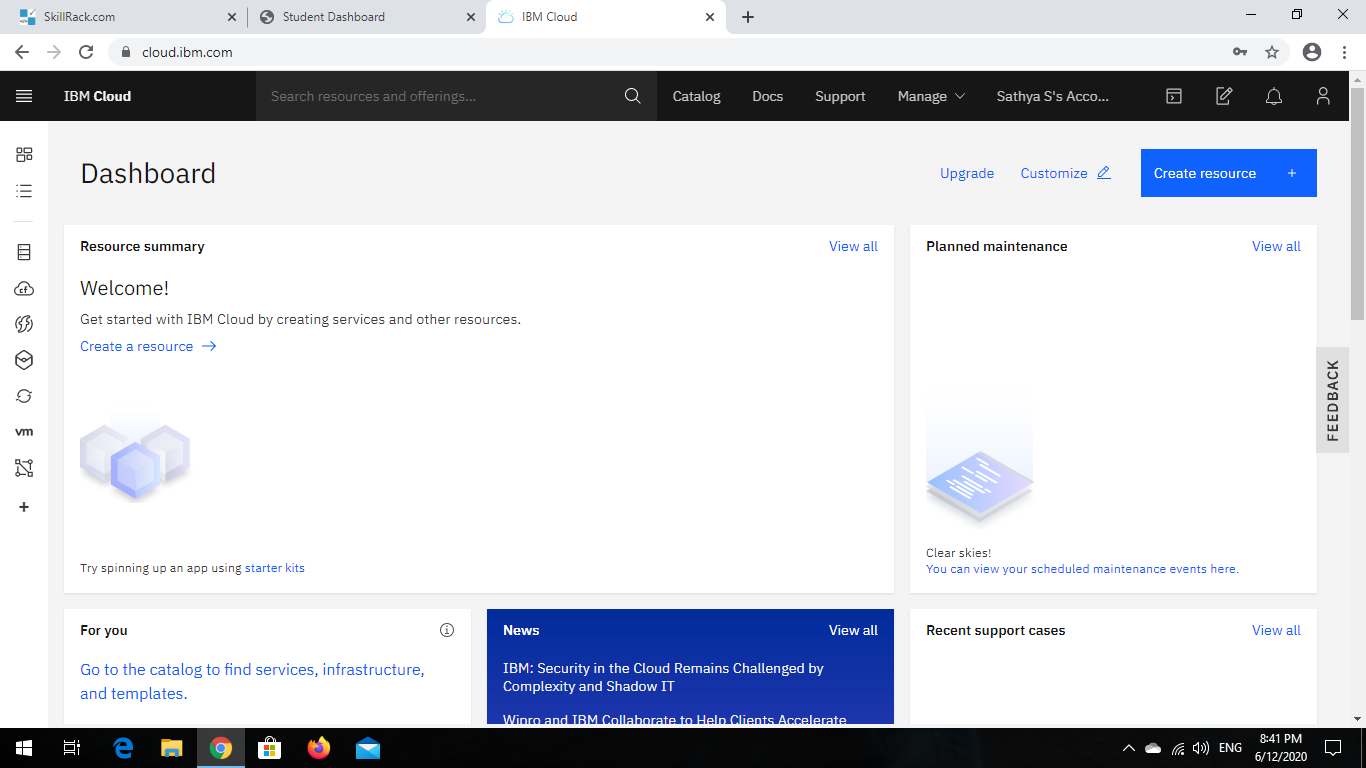 SkillRack.com
Student Dashboard
IBM Cloud
cloud.ibm.com
IBM Cloud
Search resources and offerings...
Catalog
Docs
Support
Manage
Sathya S's Acco...
Dashboard
Upgrade
Customize
Create resource +
Resource summary
View all
Welcome!
Get started with IBM Cloud by creating services and other resources.
Create a resource
Try spinning up an app using starter kits
Planned maintenance
View all
Clear skies!
You can view your scheduled maintenance events here.
FEEDBACK
cf
vm
For you
Go to the catalog to find services, infrastructure,
and templates.
News
View all
IBM: Security in the Cloud Remains Challenged by
Complexity and Shadow IT
Wipro and IBM Collaborate to Help Clients Accelerate
Recent support cases
View all
ENG
8:41 PM
6/12/2020